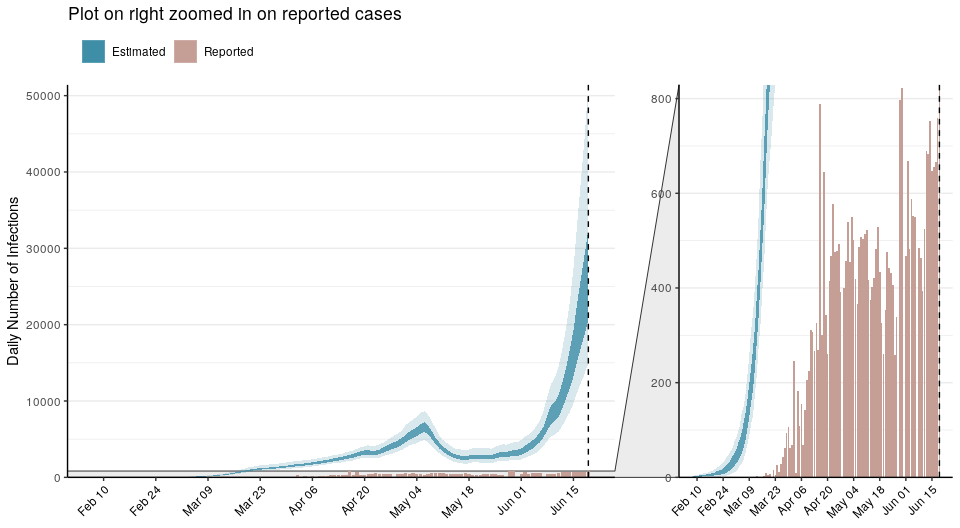 Plot on right zoomed in on reported cases
Estimated Reported
Daily Number of Infections
50000
40000
30000
20000
10000
0
Feb 10 Feb 24 Mar 09 Mar 23 Apr 06 Apr 20 May 04 May 18 Jun 01 Jun 15
800
600
400
200
0
Feb 10 Feb 24 Mar 09 Mar 23 Apr 06 Apr 20 May 04 May 18 Jun 01 Jun 15